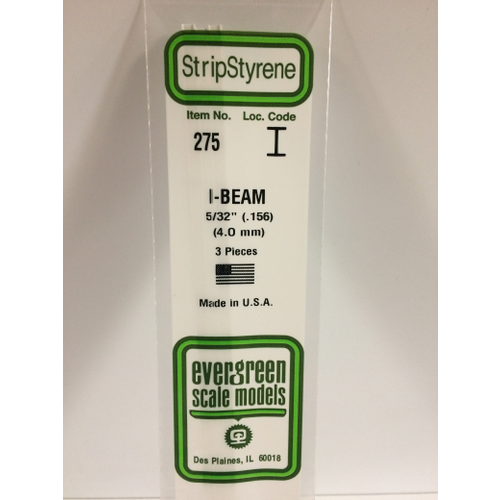 StripStyrene
Item No. Loc. Code
275 I
I-BEAM
5/32" (.156)
(4.0 mm)
3 Pieces
Made in U.S.A.
evergreen
scale models
Des Plaines, IL 60018